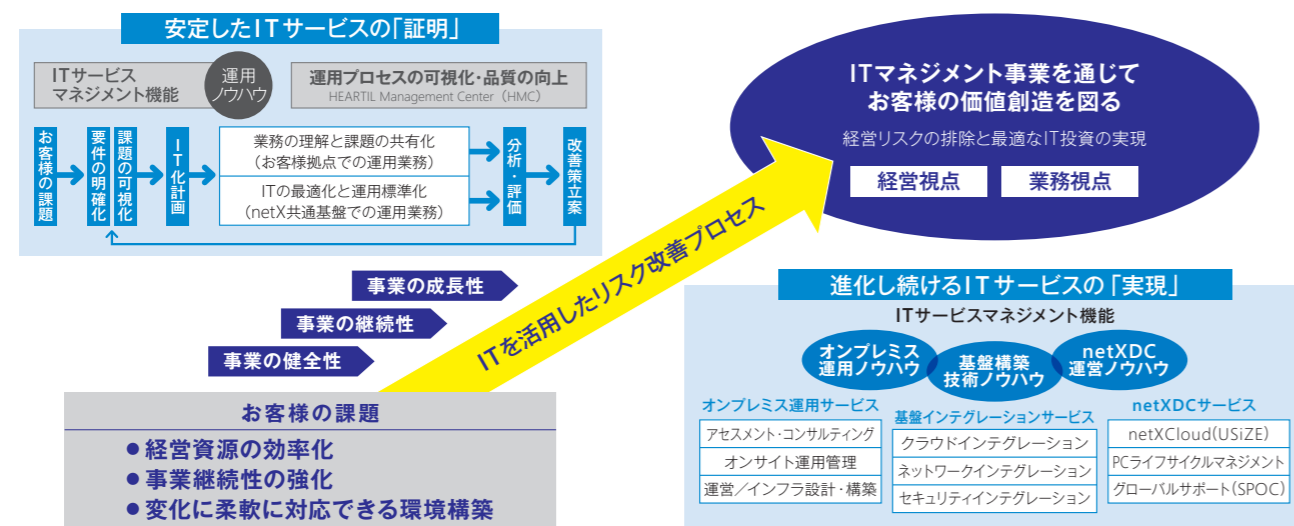 安定したITサービスの「証明」
ITサービス
マネジメント機能
運用
ノウハウ
運用プロセスの可視化・品質の向上
HEARTIL Management Center（HMC）
お客様の課題
要件の明確化
課題の可視化
IT化計画
業務の理解と課題の共有化
（お客様拠点での運用業務）
ITの最適化と運用標準化
（netX共通基盤での運用業務）
分析・評価
改善策立案
ITマネジメント事業を通じて
お客様の価値創造を図る
経営リスクの排除と最適なIT投資の実現
経営視点
業務視点
ITを活用したリスク改善プロセス
事業の成長性
事業の継続性
事業の健全性
お客様の課題
●経営資源の効率化
●事業継続性の強化
●変化に柔軟に対応できる環境構築
進化し続けるITサービスの「実現」
ITサービスマネジメント機能
オンプレミス
運用ノウハウ
基盤構築
技術ノウハウ
netXDC
運営ノウハウ
オンプレミス運用サービス
アセスメント・コンサルティング
オンサイト運用管理
運営／インフラ設計・構築
基盤インテグレーションサービス
クラウドインテグレーション
ネットワークインテグレーション
セキュリティインテグレーション
netXDCサービス
netXCloud(USiZE)
PCライフサイクルマネジメント
グローバルサポート(SPOC)